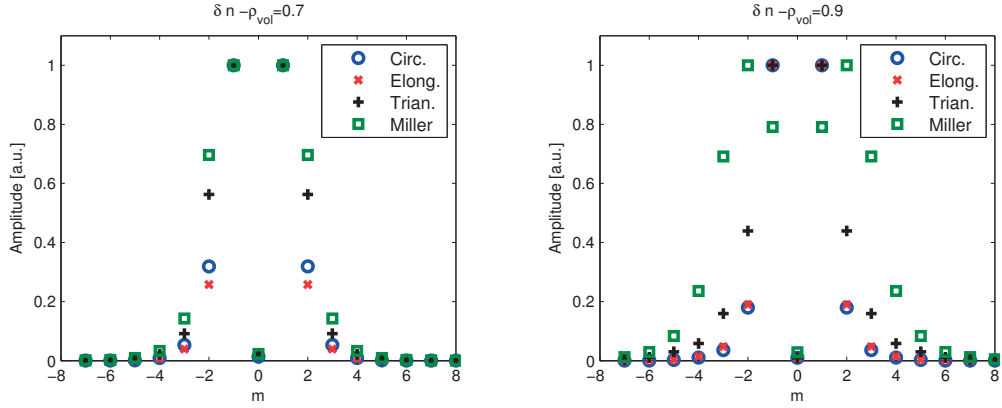 δ n −ρvol=0.7
1
0.8
0.6
0.4
0.2
0
−8 −6 −4 −2 0 2 4 6 8
m
Amplitude [a.u.]
Circ.
Elong.
Trian.
Miller
δ n −ρvol=0.9
1
0.8
0.6
0.4
0.2
0
−8 −6 −4 −2 0 2 4 6 8
m
Amplitude [a.u.]
Circ.
Elong.
Trian.
Miller